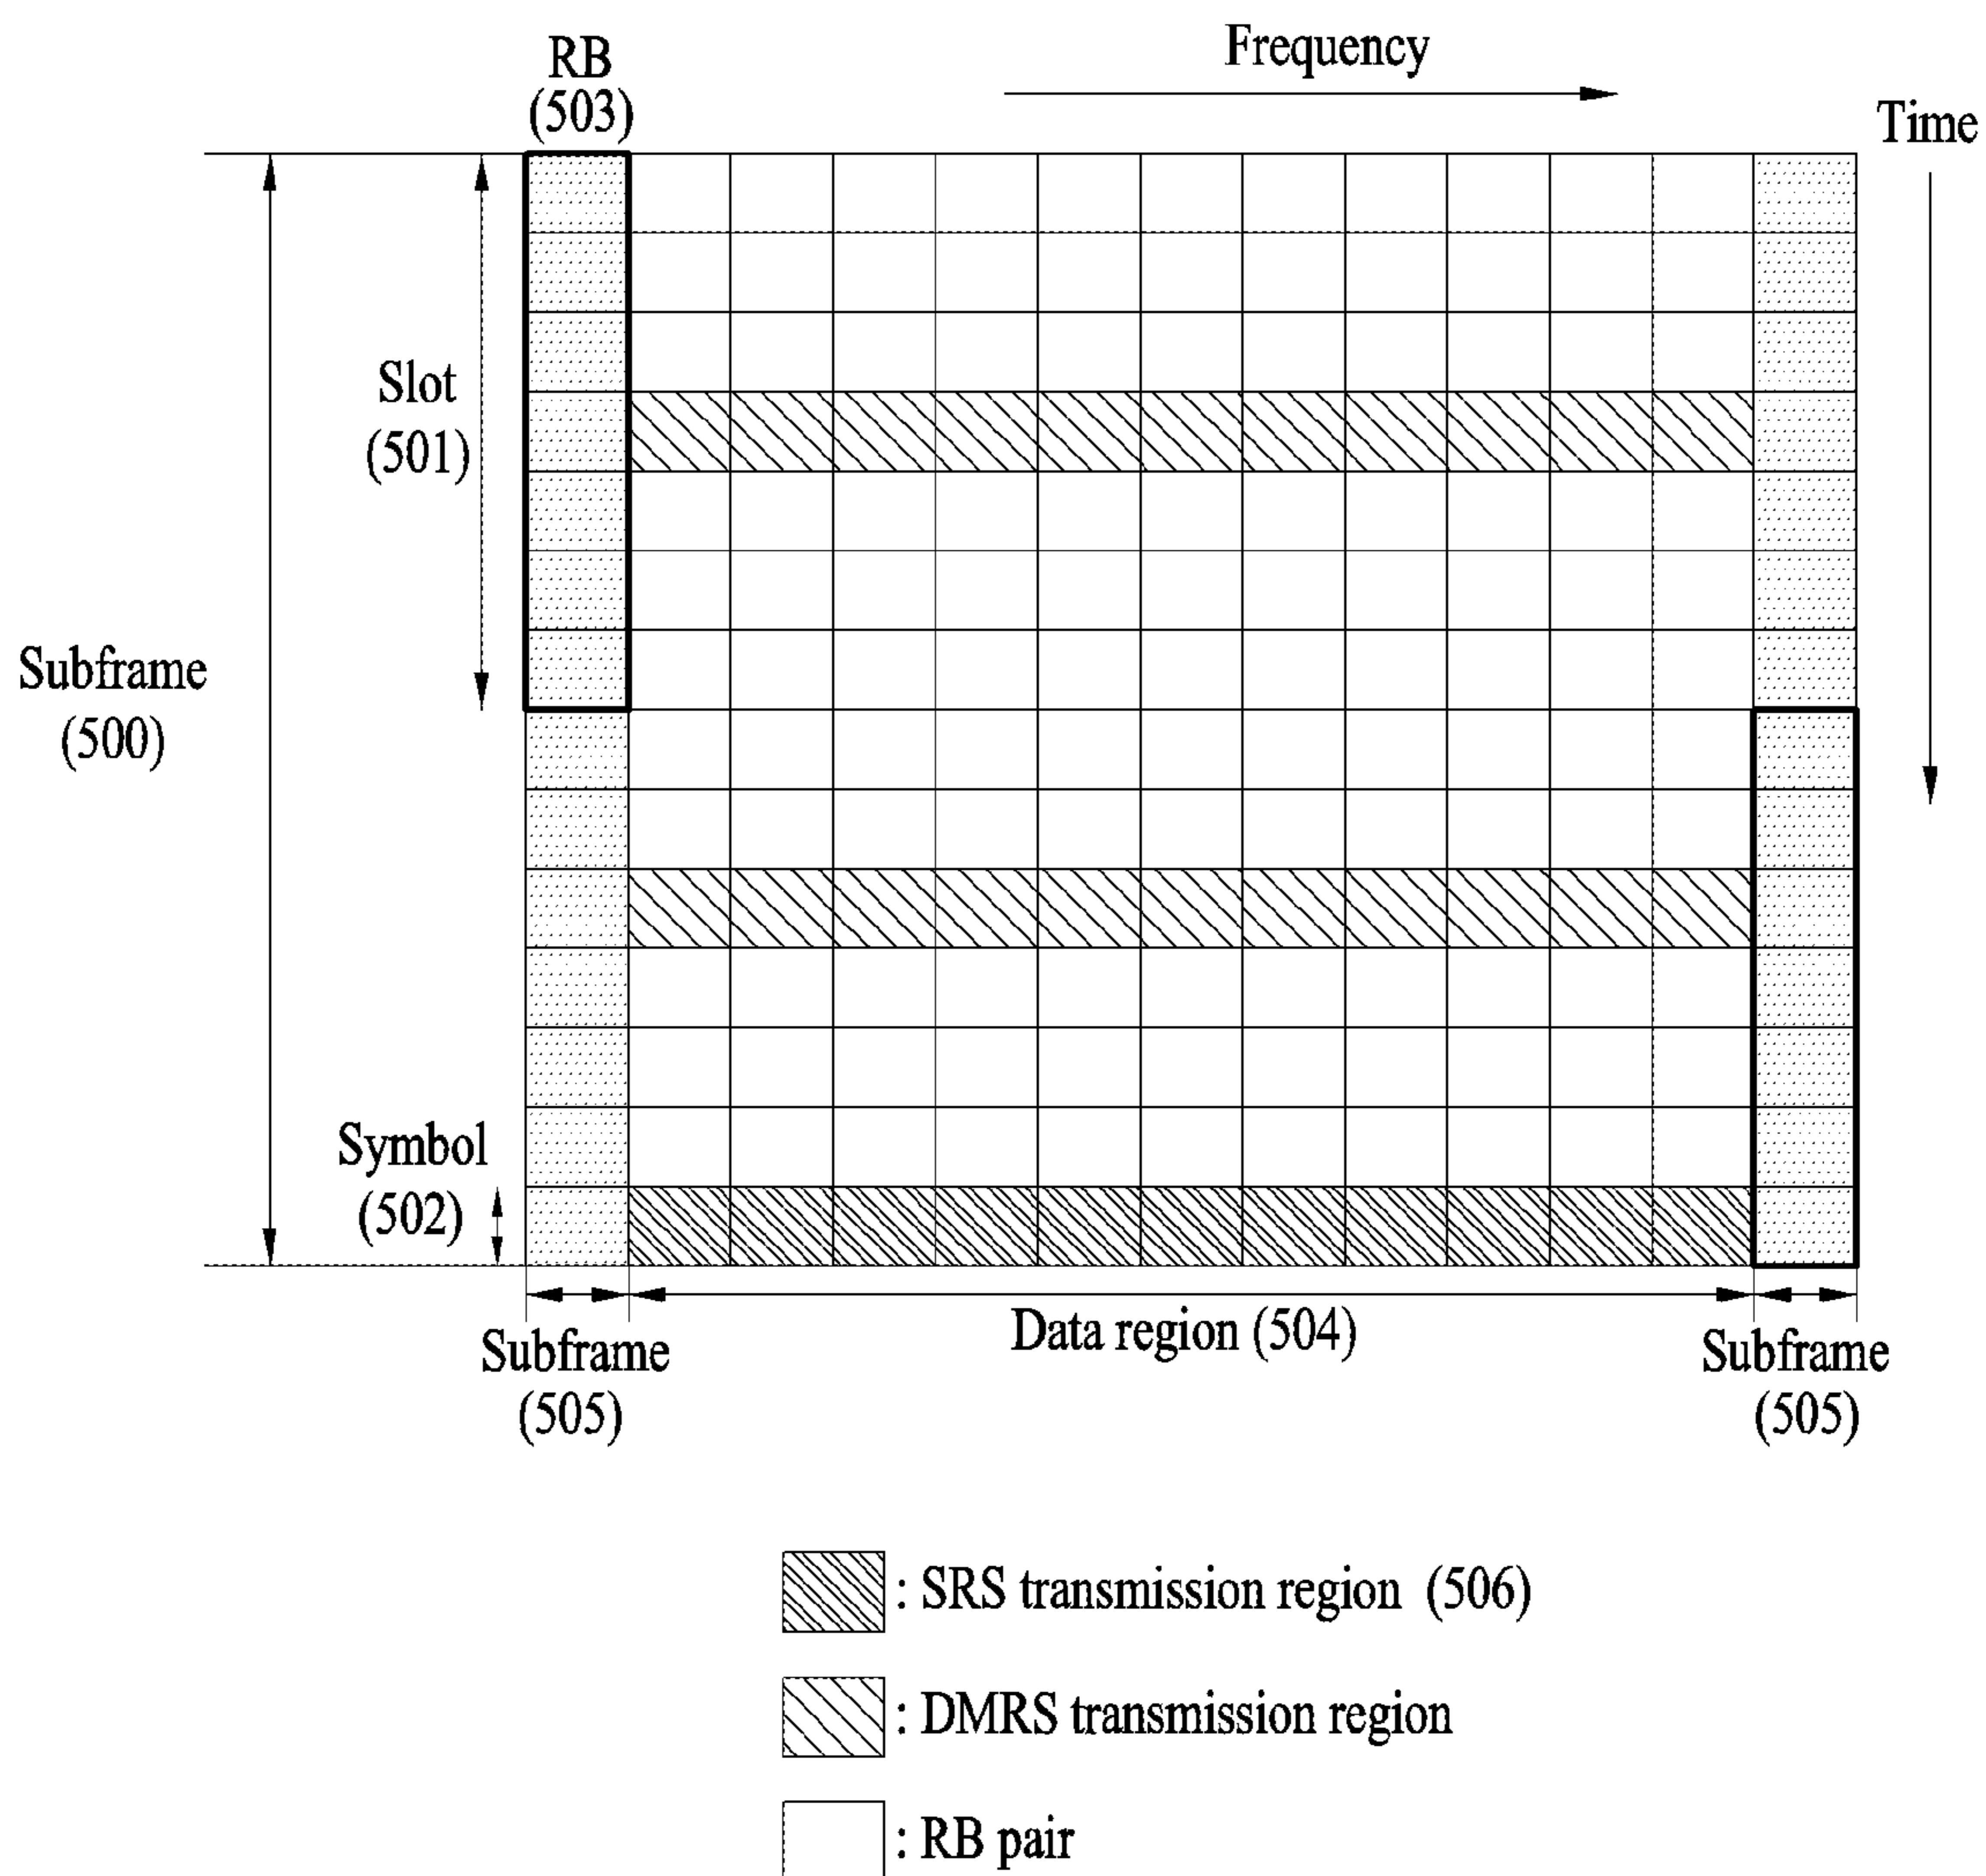 RB
(503)
Frequency
Time
Slot
(501)
Subframe
(500)
Symbol
(502)
Subframe
(505)
Data region (504)
Subframe
(505)
: SRS transmission region (506)
: DMRS transmission region
: RB pair